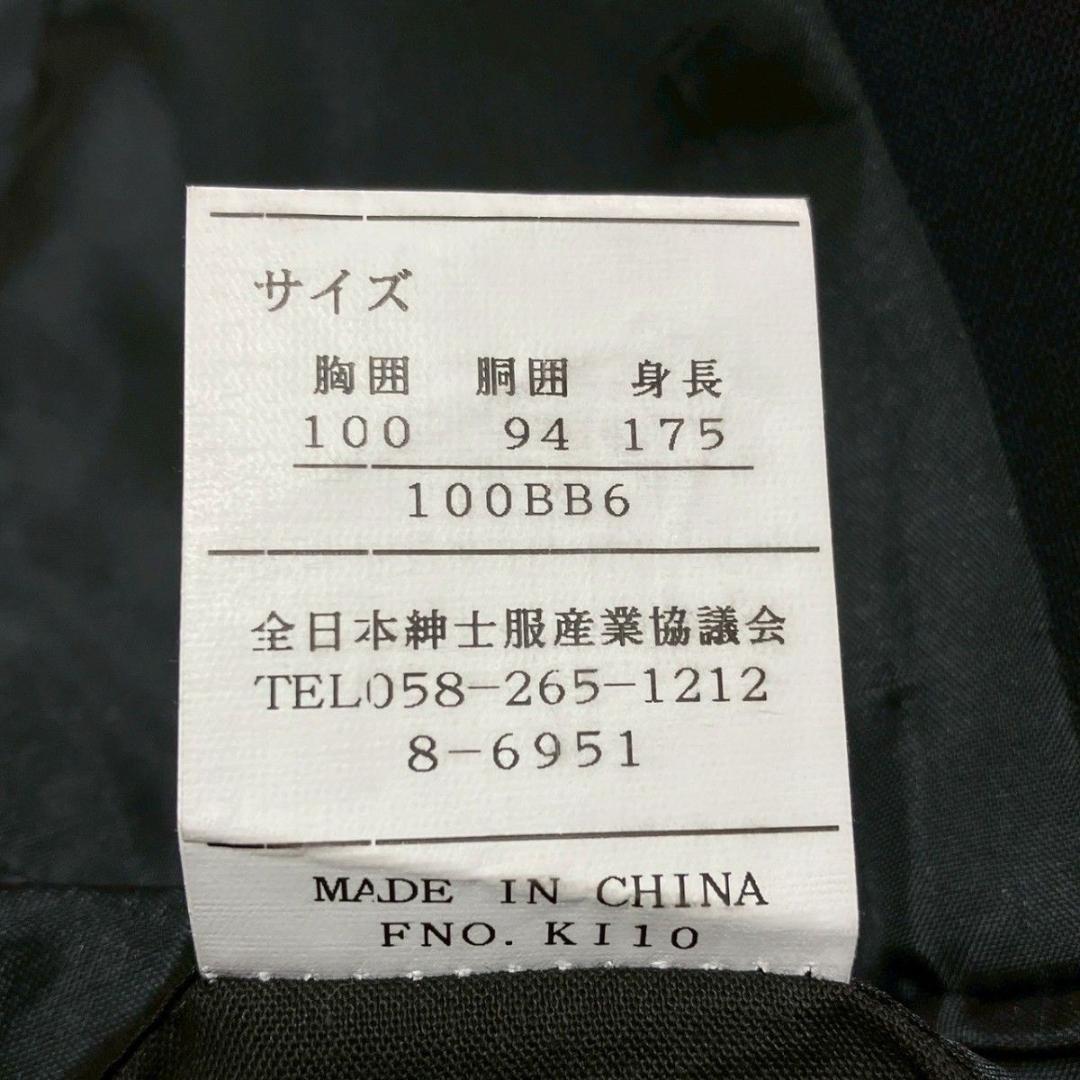 サイズ
胸囲 胴囲 身長
100 94 175
100BB6
全日本紳士服産業協議会
TEL058-265-1212
8-6951
MADE IN CHINA
FNO. KI10